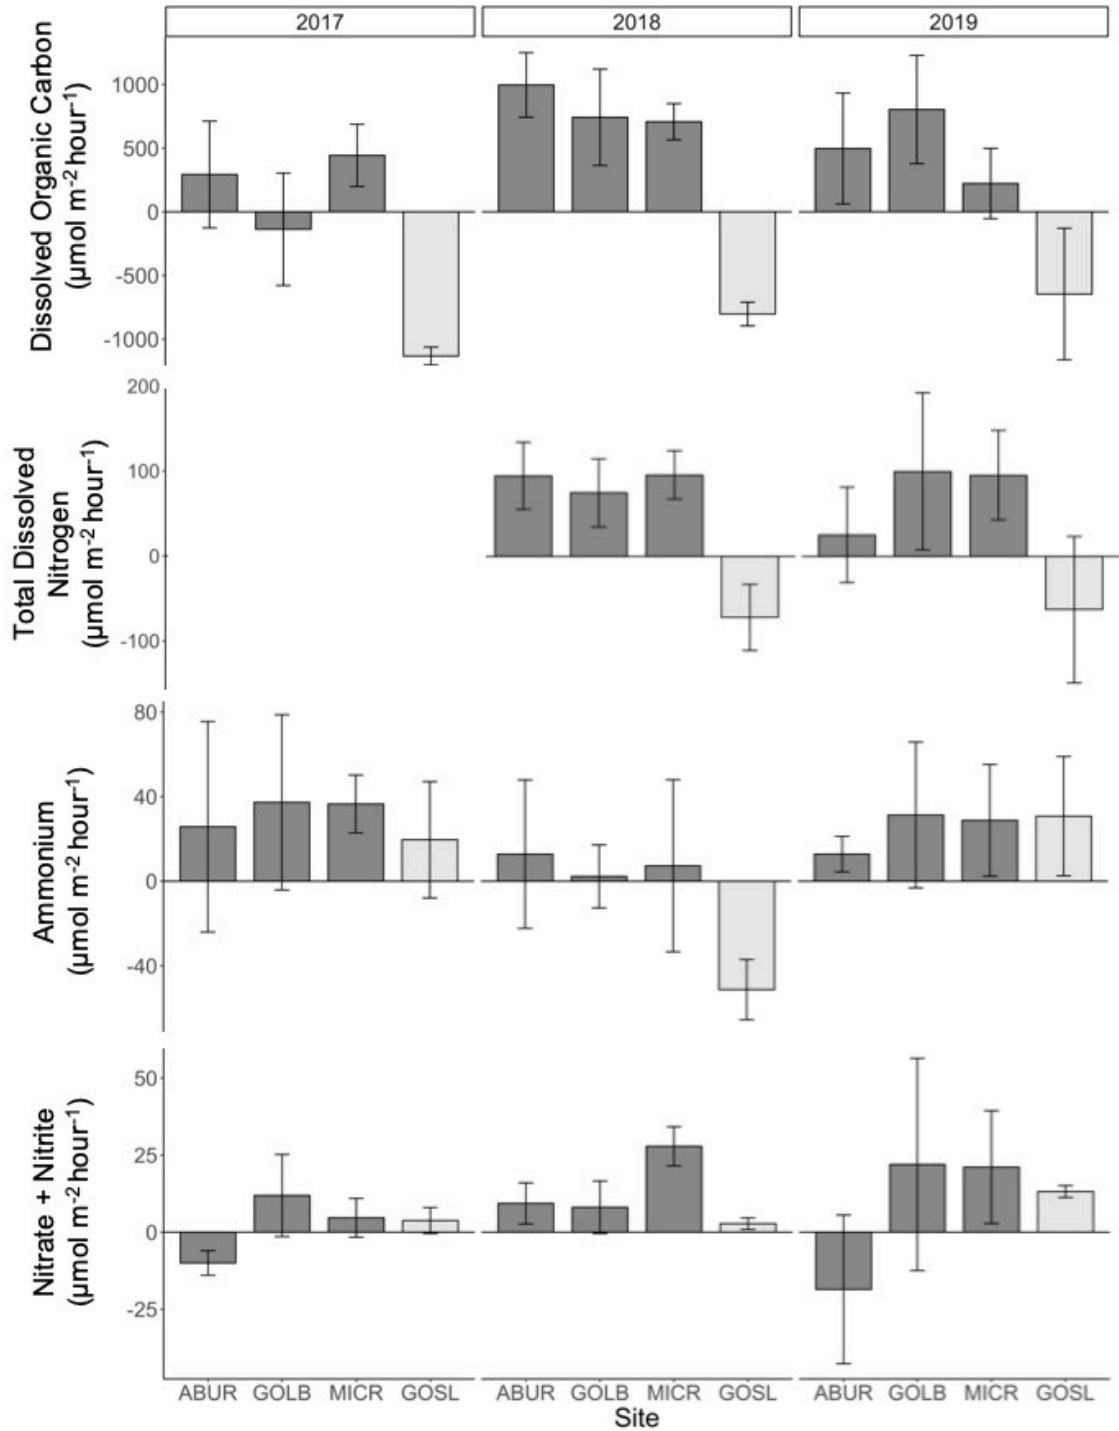 2017 2018 2019
Dissolved Organic Carbon
(µmol m⁻² hour⁻¹)
1000
500
0
-500
-1000
Total Dissolved
Nitrogen
(µmol m⁻² hour⁻¹)
200
100
0
-100
Ammonium
(µmol m⁻² hour⁻¹)
80
40
0
-40
Nitrate + Nitrite
(µmol m⁻² hour⁻¹)
50
25
0
-25
ABUR GOLB MICR GOSL ABUR GOLB MICR GOSL ABUR GOLB MICR GOSL
Site